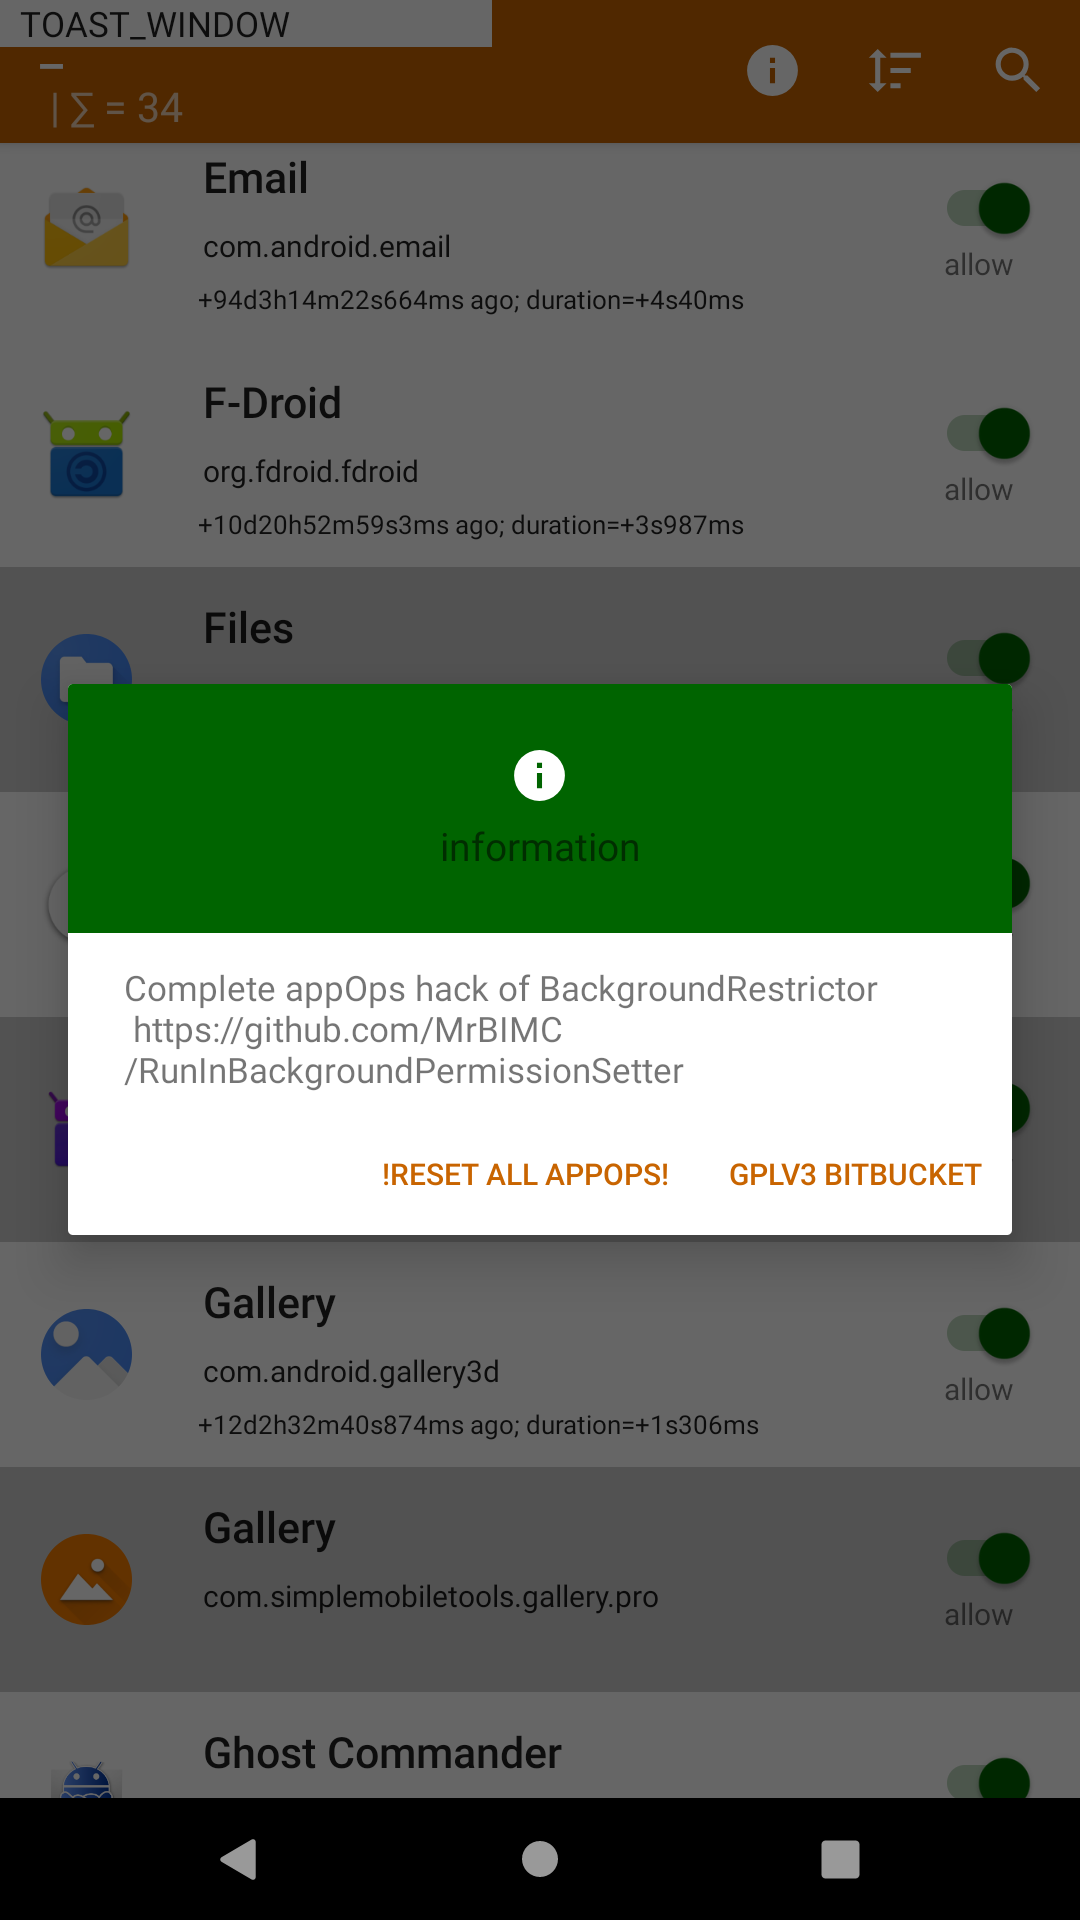 TOAST_WINDOW
| ∑ = 34
Email
com.android.email
allow
+94d3h14m22s664ms ago; duration=+4s40ms
F-Droid
org.fdroid.fdroid
allow
+10d20h52m59s3ms ago; duration=+3s987ms
Files
information
Complete appOps hack of BackgroundRestrictor
https://github.com/MrBIMC
/RunInBackgroundPermissionSetter
!RESET ALL APPOPS! GPLV3 BITBUCKET
Gallery
com.android.gallery3d
allow
+12d2h32m40s874ms ago; duration=+1s306ms
Gallery
com.simplemobiletools.gallery.pro
allow
Ghost Commander